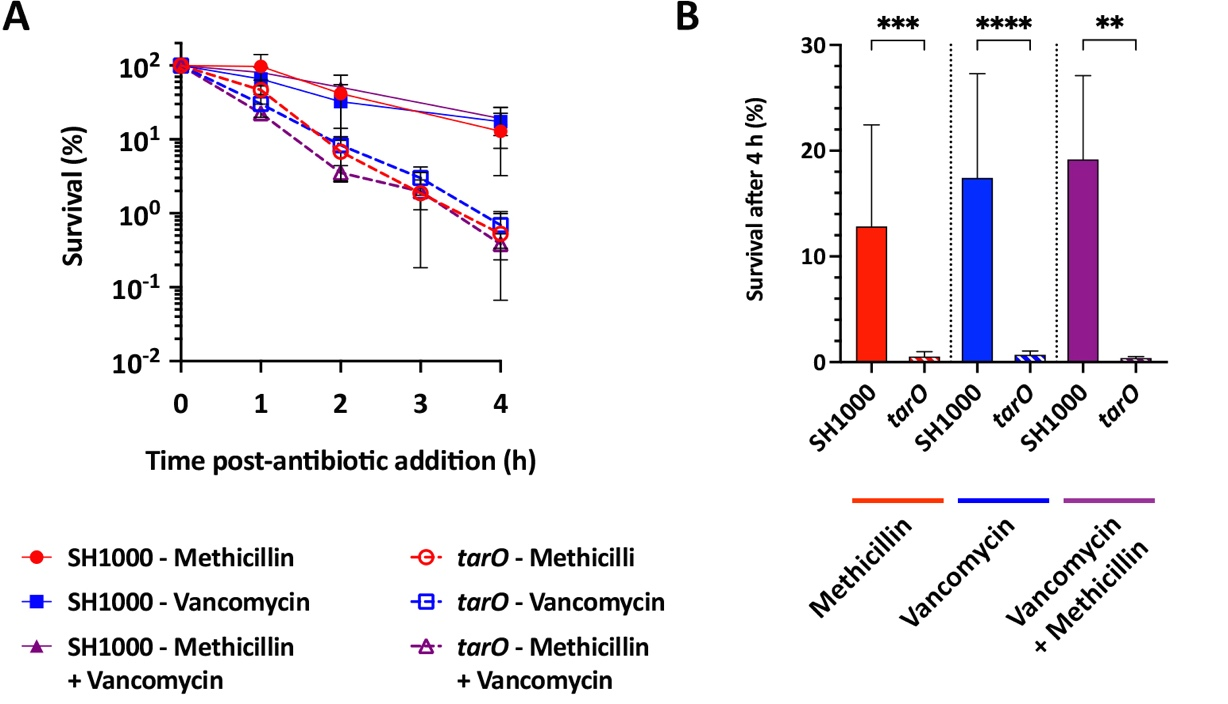 A
Survival (%)
10²
10¹
10⁰
10⁻¹
10⁻²
0 1 2 3 4
Time post-antibiotic addition (h)
SH1000 - Methicillin
SH1000 - Vancomycin
SH1000 - Methicillin
+ Vancomycin
tarO - Methicilli
tarO - Vancomycin
tarO - Methicillin
+ Vancomycin
B
*** **** **
Survival after 4 h (%)
30
20
10
0
SH1000 tarO SH1000 tarO SH1000 tarO
Methicillin
Vancomycin
Vancomycin
+ Methicillin